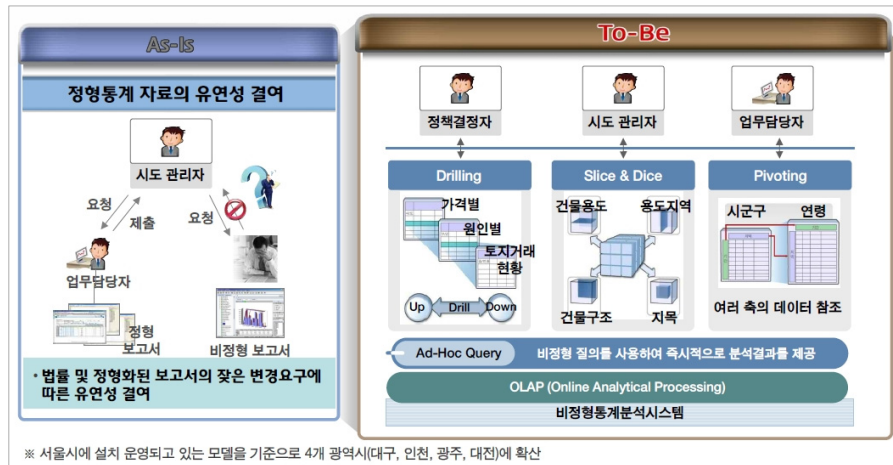 As-Is
정형통계 자료의 유연성 결여
시도 관리자
요청
제출
요청
업무담당자
정형
보고서
비정형 보고서
• 법률 및 정형화된 보고서의 잦은 변경요구에
따른 유연성 결여
To-Be
정책결정자
시도 관리자
업무담당자
Drilling
가격별
원인별
토지거래
현황
Up
Drill
Down
Slice & Dice
건물용도
용도지역
건물구조
지목
Pivoting
시군구
연령
여러 축의 데이터 참조
Ad-Hoc Query
비정형 질의를 사용하여 즉시적으로 분석결과를 제공
OLAP (Online Analytical Processing)
비정형통계분석시스템
※ 서울시에 설치 운영되고 있는 모델을 기준으로 4개 광역시(대구, 인천, 광주, 대전)에 확산